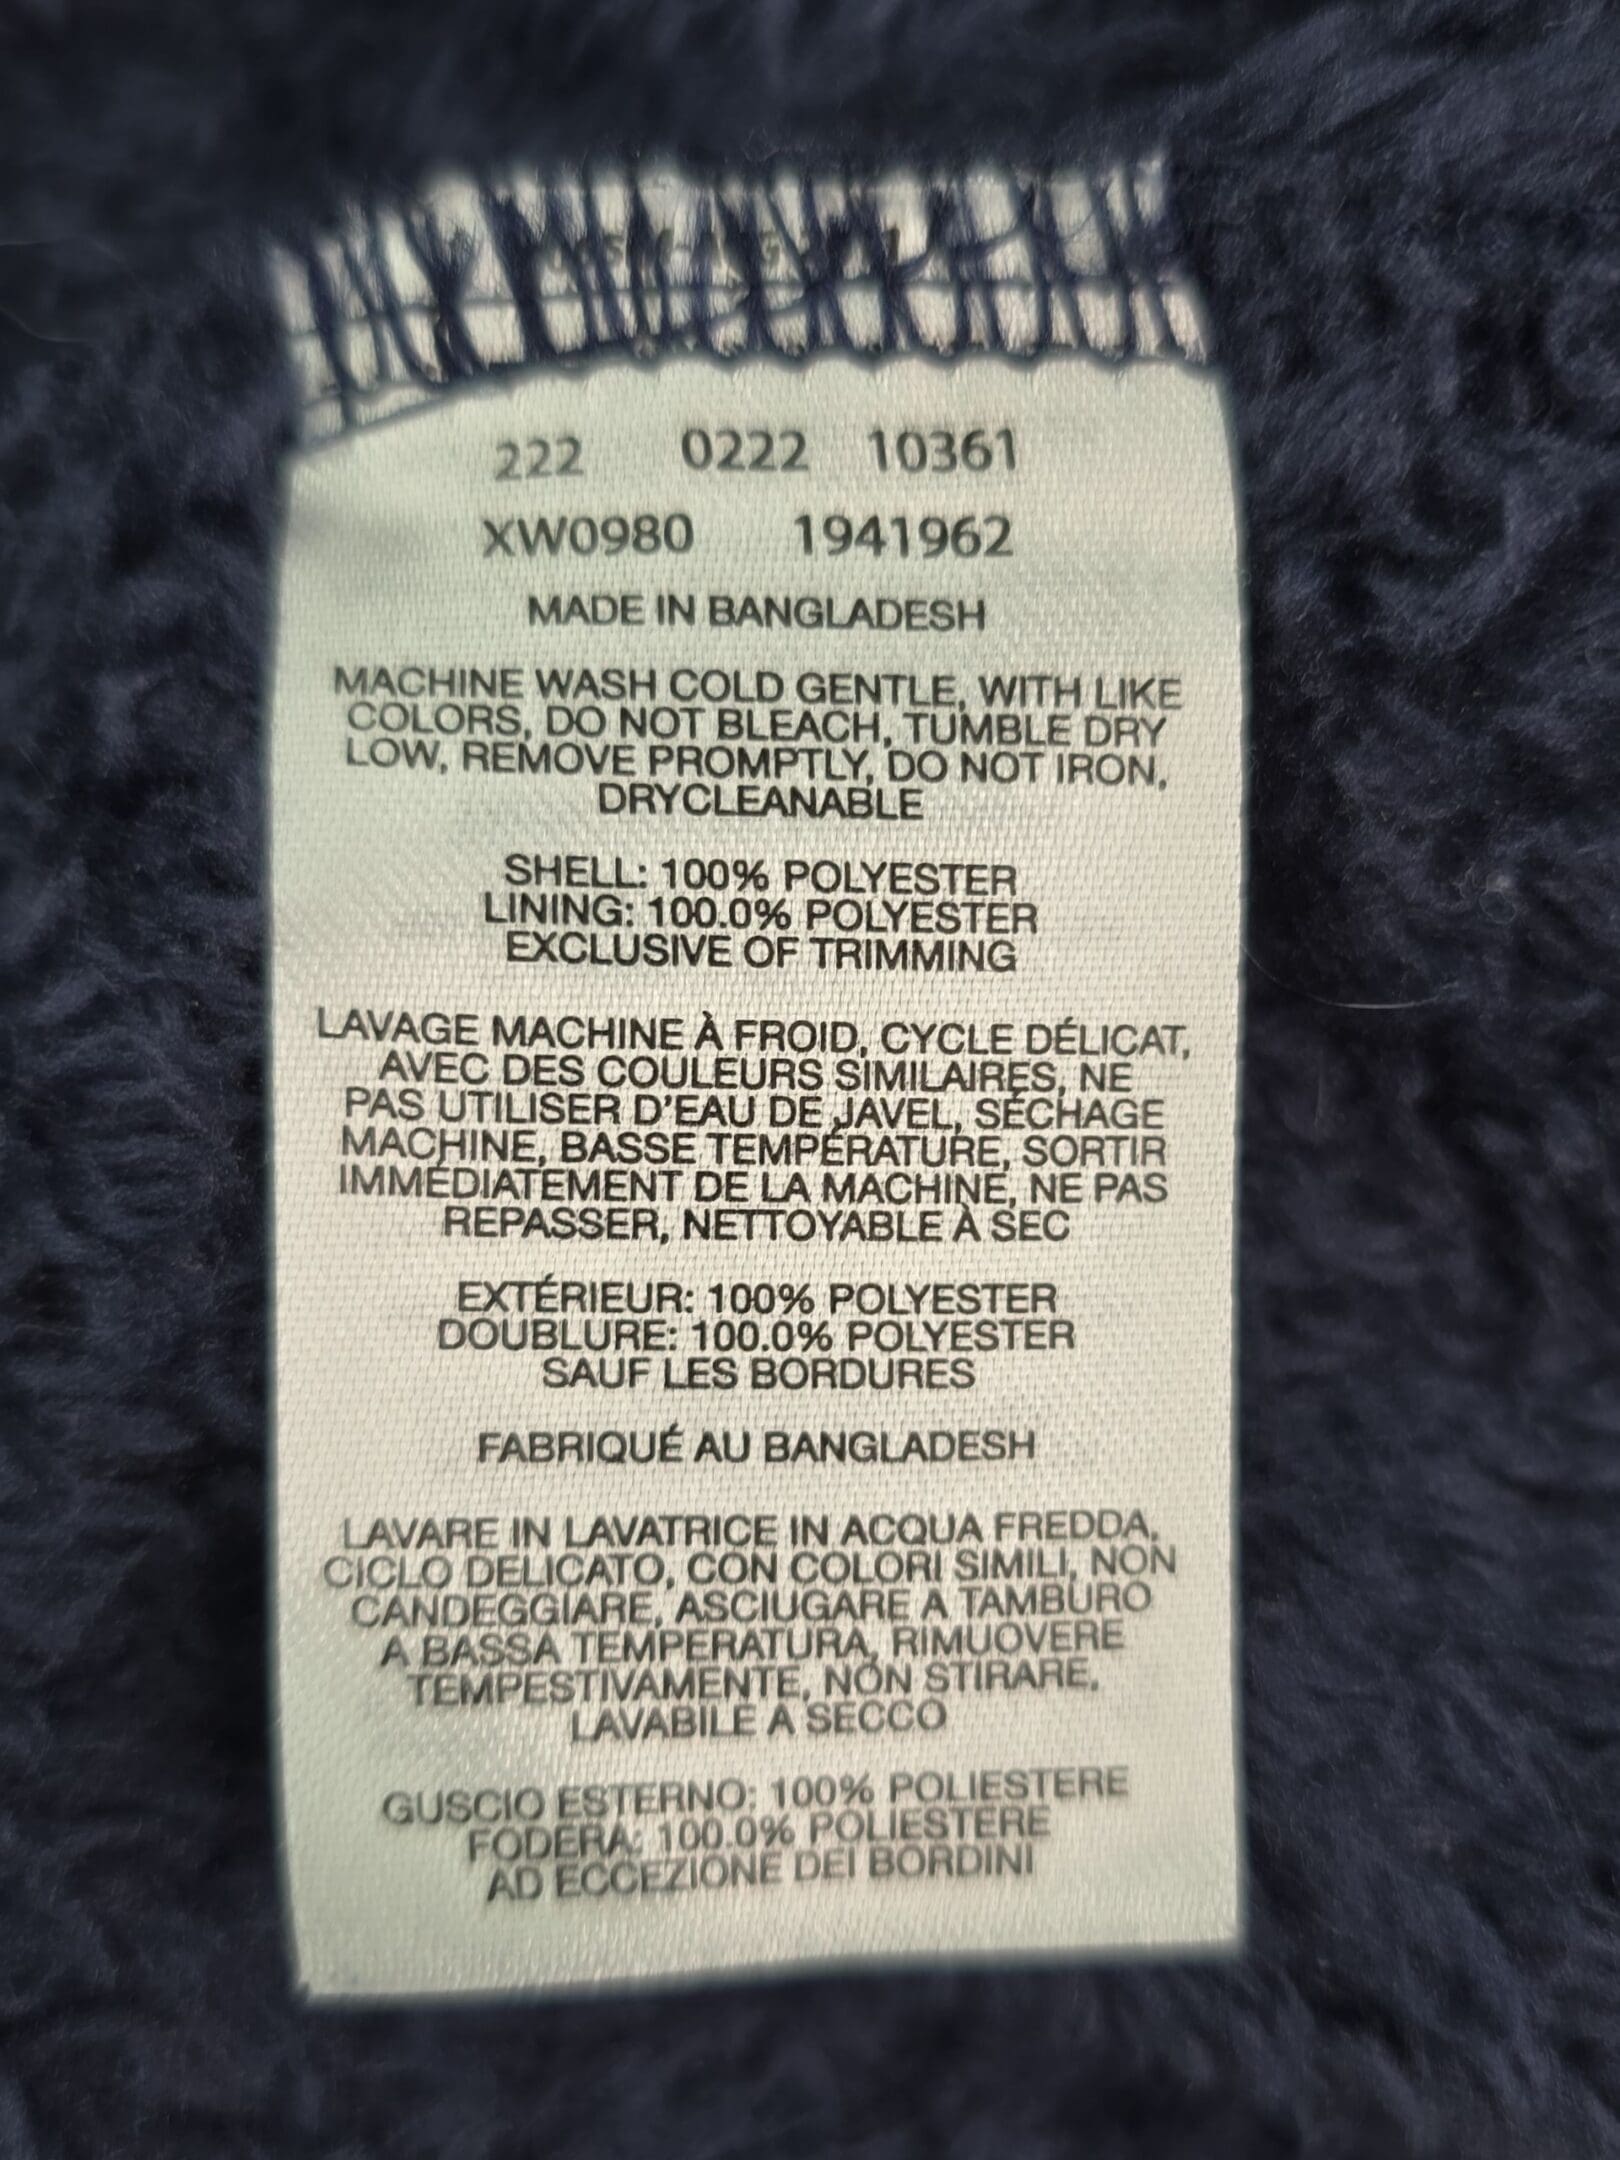 222 0222 10361
XW0980 1941962
MADE IN BANGLADESH
MACHINE WASH COLD GENTLE, WITH LIKE
COLORS, DO NOT BLEACH, TUMBLE DRY
LOW, REMOVE PROMPTLY, DO NOT IRON,
DRYCLEANABLE
SHELL: 100% POLYESTER
LINING: 100.0% POLYESTER
EXCLUSIVE OF TRIMMING
LAVAGE MACHINE À FROID, CYCLE DÉLICAT,
AVEC DES COULEURS SIMILAIRES, NE
PAS UTILISER D'EAU DE JAVEL, SÉCHAGE
MACHINE, BASSE TEMPÉRATURE, SORTIR
IMMÉDIATEMENT DE LA MACHINE, NE PAS
REPASSER, NETTOYABLE À SEC
EXTÉRIEUR: 100% POLYESTER
DOUBLURE: 100.0% POLYESTER
SAUF LES BORDURES
FABRIQUÉ AU BANGLADESH
LAVARE IN LAVATRICE IN ACQUA FREDDA,
CICLO DELICATO, CON COLORI SIMILI, NON
CANDEGGIARE, ASCIUGARE A TAMBURO
A BASSA TEMPERATURA, RIMUOVERE
TEMPESTIVAMENTE, NON STIRARE,
LAVABILE A SECCO
GUSCIO ESTERNO: 100% POLIESTERE
FODERA: 100.0% POLIESTERE
AD ECCEZIONE DEI BORDINI